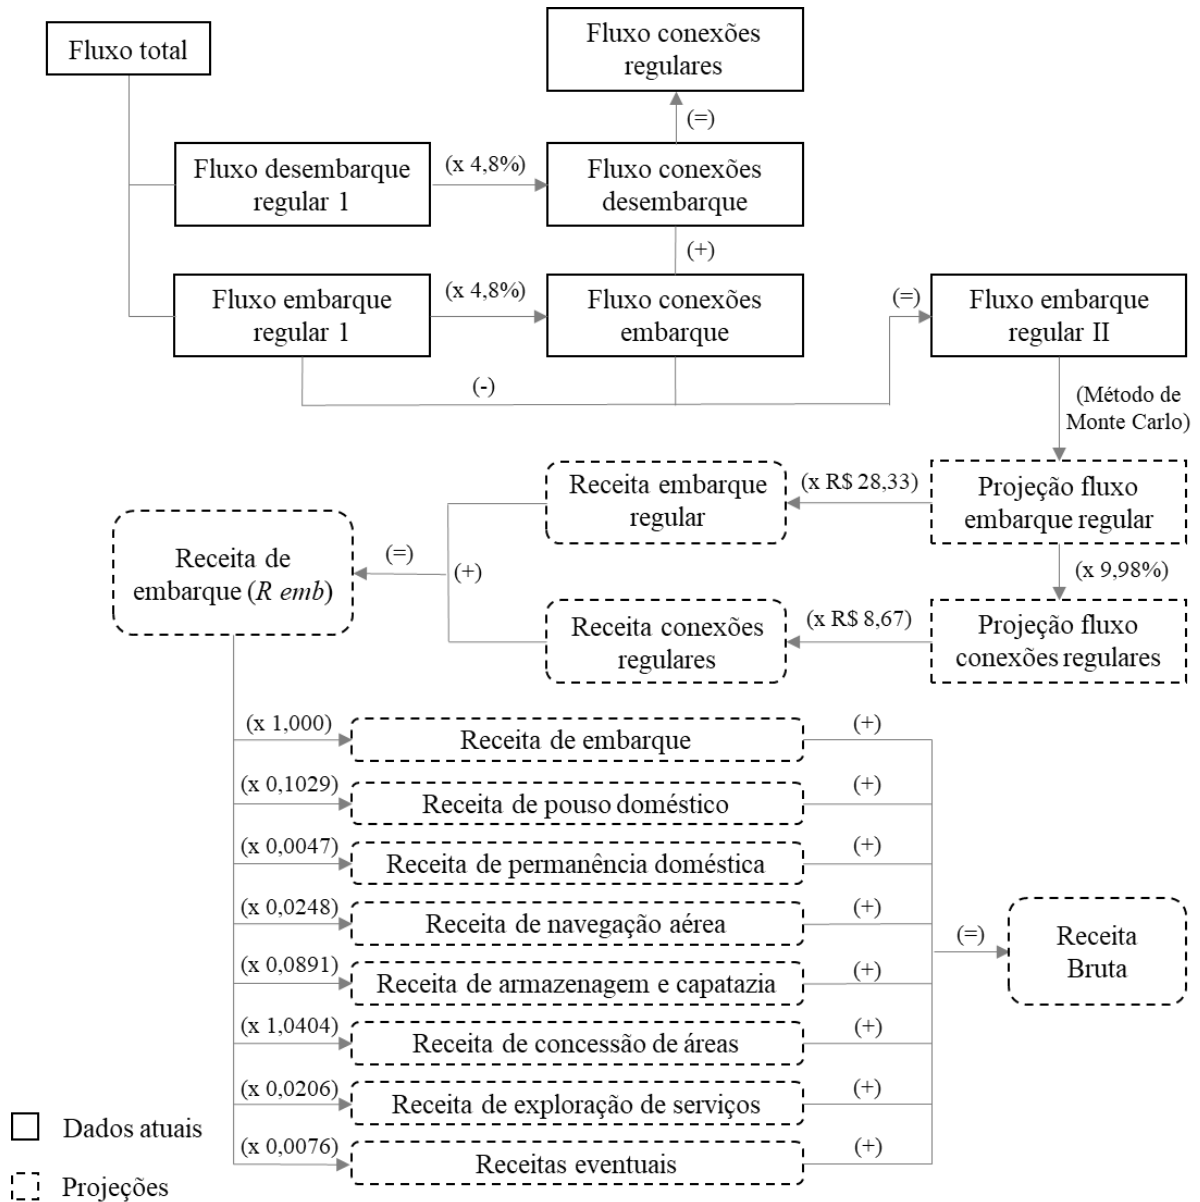 Fluxo total
Fluxo conexões
regulares
(=)
Fluxo desembarque
regular 1
(x 4,8%)
Fluxo conexões
desembarque
(+)
Fluxo embarque
regular 1
(x 4,8%)
Fluxo conexões
embarque
(=)
Fluxo embarque
regular II
(-)
(Método de
Monte Carlo)
Receita embarque
regular
(x R$ 28,33)
Projeção fluxo
embarque regular
Receita de
embarque (R emb)
(=)
(+)
(x 9,98%)
Receita conexões
regulares
(x R$ 8,67)
Projeção fluxo
conexões regulares
(x 1,000)
Receita de embarque
(+)
(x 0,1029)
Receita de pouso doméstico
(+)
(x 0,0047)
Receita de permanência doméstica
(+)
(x 0,0248)
Receita de navegação aérea
(+)
(=)
Receita
Bruta
(x 0,0891)
Receita de armazenagem e capatazia
(+)
(x 1,0404)
Receita de concessão de áreas
(+)
(x 0,0206)
Receita de exploração de serviços
(+)
(x 0,0076)
Receitas eventuais
(+)
Dados atuais
Projeções